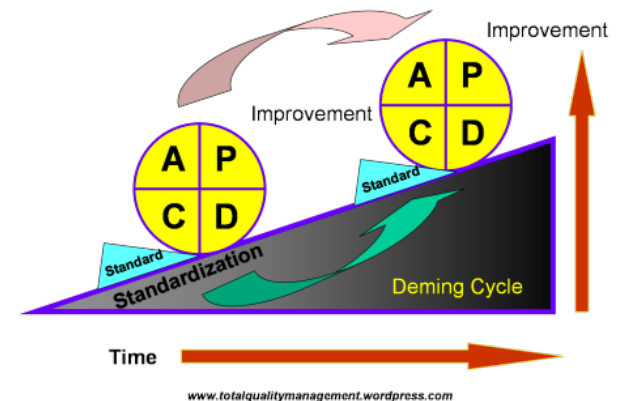 Improvement
A P
C D
Improvement
A P
C D
Standard
Standard
Standardization
Deming Cycle
Time
www.totalqualitymanagement.wordpress.com